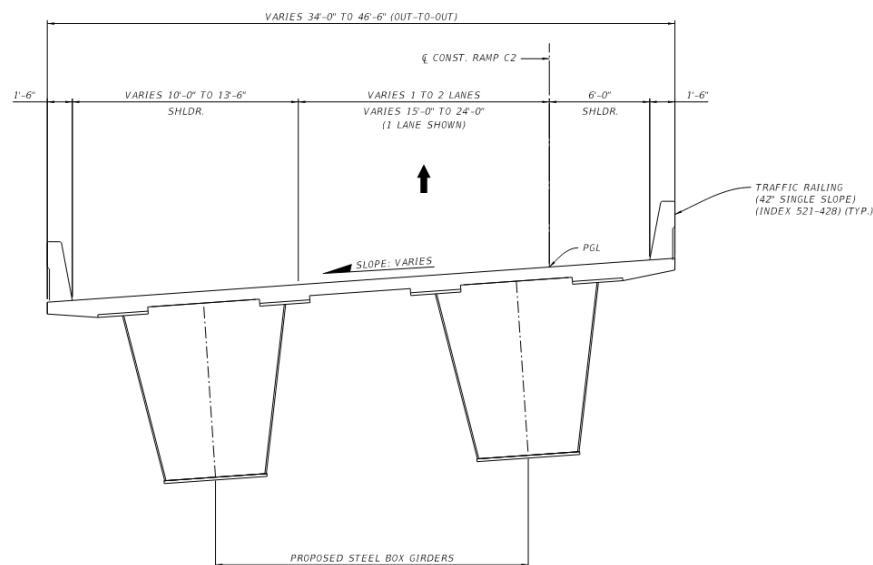 VARIES 34'-0" TO 46'-6" (OUT-TO-OUT)
℄ CONST. RAMP C2
1'-6"
VARIES 10'-0" TO 13'-6"
SHLDR.
VARIES 1 TO 2 LANES
VARIES 15'-0" TO 24'-0"
(1 LANE SHOWN)
6'-0"
SHLDR.
1'-6"
TRAFFIC RAILING
(42" SINGLE SLOPE)
(INDEX 521-428) (TYP.)
PGL
SLOPE: VARIES
PROPOSED STEEL BOX GIRDERS